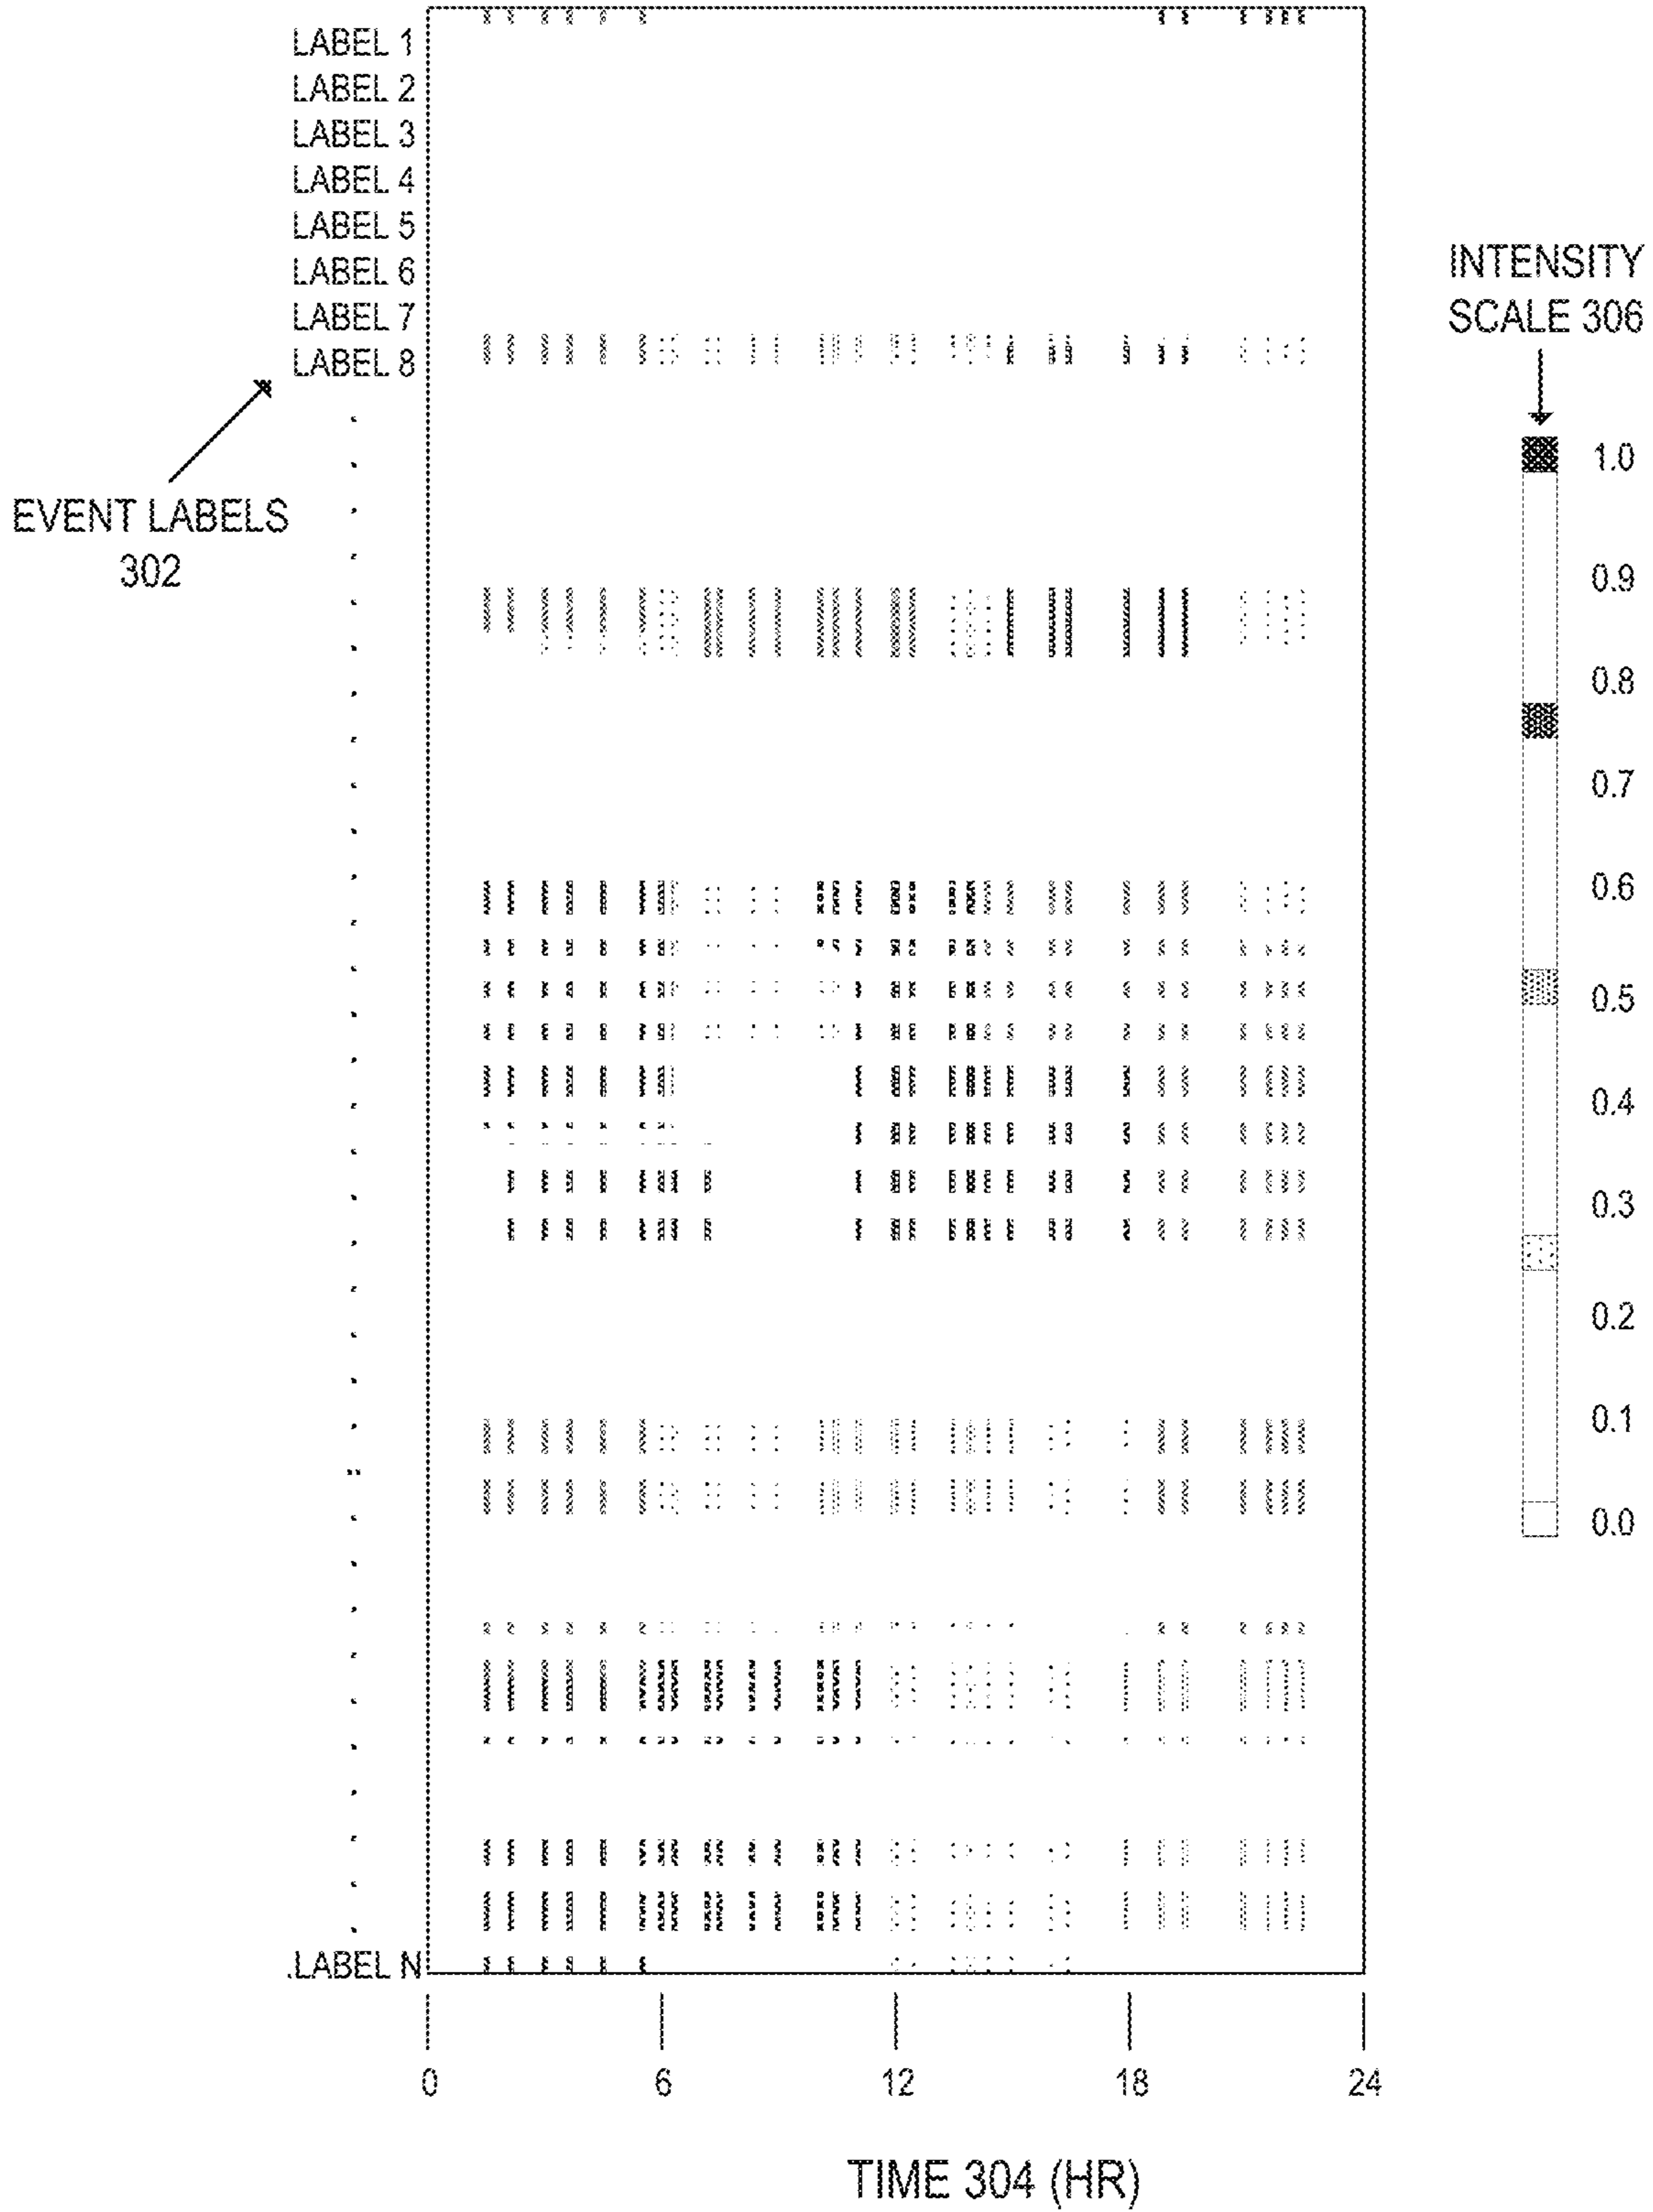 LABEL 1
LABEL 2
LABEL 3
LABEL 4
LABEL 5
LABEL 6
LABEL 7
LABEL 8
EVENT LABELS
302
.LABEL N
INTENSITY
SCALE 306
1.0
0.9
0.8
0.7
0.6
0.5
0.4
0.3
0.2
0.1
0.0
0 6 12 18 24
TIME 304 (HR)